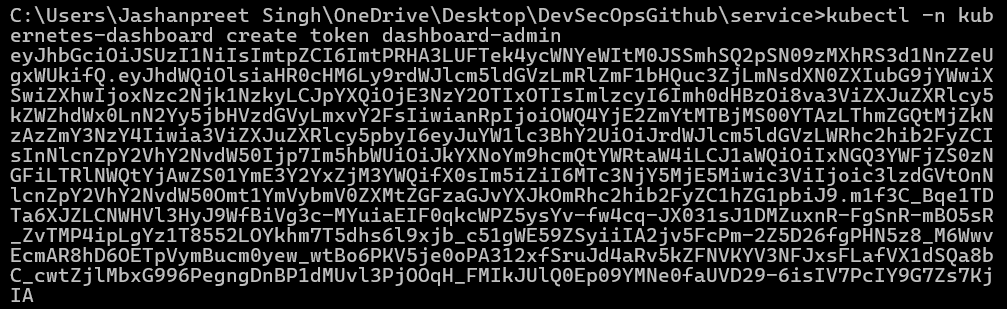 C:\Users\Jashanpreet Singh\OneDrive\Desktop\DevSecOpsGithub\service>kubectl -n kub
ernetes-dashboard create token dashboard-admin
eyJhbGciOiJSUzI1NiIsImtpZCI6ImtPRHA3LUFTek4ycWNYeWItM0JSSmhSQ2pSN09zMXhRS3d1NnZZeU
gxWUkifQ.eyJhdWQiOlsiaHR0cHM6Ly9rdWJlcm5ldGVzLmRlZmF1bHQuc3ZjLmNsdXN0ZXIubG9jYWwiX
SwiZXhwIjoxNzc2Njk1NzkyLCJpYXQiOjE3NzY2OTIxOTIsImlzcyI6Imh0dHBzOi8va3ViZXJuZXRlcy5
kZWZhdWx0LnN2Yy5jbHVzdGVyLmxvY2FsIiwianRpIjoiOWQ4YjE2ZmYtMTBjMS00YTAzLThmZGQtMjZkN
zAzZmY3NzY4Iiwia3ViZXJuZXRlcy5pbyI6eyJuYW1lc3BhY2UiOiJrdWJlcm5ldGVzLWRhc2hib2FyZCI
sInNlcnZpY2VhY2NvdW50Ijp7Im5hbWUiOiJkYXNoYm9hcmQtYWRtaW4iLCJ1aWQiOiIxNGQ3YWFjZS0zN
GFiLTRlNWQtYjAwZS01YmE3Y2YxZjM3YWQifX0sIm5iZiI6MTc3NjY5MjE5Miwic3ViIjoic3lzdGVtOnN
lcnZpY2VhY2NvdW50Omt1YmVybmV0ZXMtZGFzaGJvYXJkOmRhc2hib2FyZC1hZG1pbiJ9.m1f3C_Bqe1TD
Ta6XJZLCNWHVl3HyJ9WfBiVg3c-MYuiaEIF0qkcWPZ5ysYv-fw4cq-JX031sJ1DMZuxnR-FgSnR-mBO5sR
_ZvTMP4ipLgYz1T8552LOYkhm7T5dhs6l9xjb_c51gWE59ZSyiiIA2jv5FcPm-2Z5D26fgPHN5z8_M6Wwv
EcmAR8hD6OETpVymBucm0yew_wtBo6PKV5je0oPA312xfSruJd4aRv5kZFNVKYV3NFJxsFLafVX1dSQa8b
C_cwtZjlMbxG996PegngDnBP1dMUvl3PjOOqH_FMIkJUlQ0Ep09YMNe0faUVD29-6isIV7PcIY9G7Zs7Kj
IA